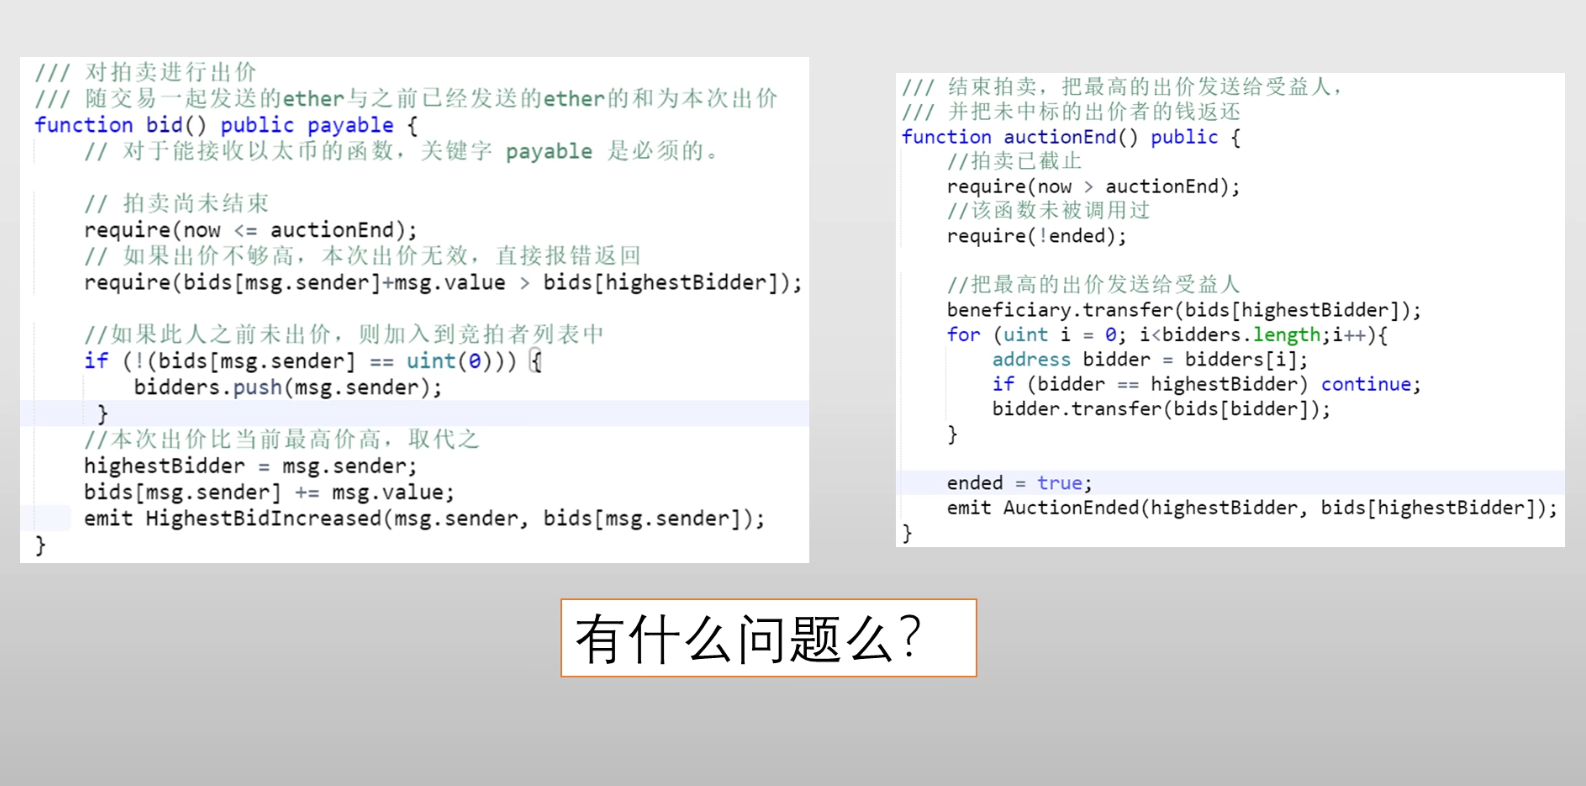 /// 对拍卖进行出价
/// 随交易一起发送的ether与之前已经发送的ether的和为本次出价
function bid() public payable {
// 对于能接收以太币的函数，关键字 payable 是必须的。
// 拍卖尚未结束
require(now <= auctionEnd);
// 如果出价不够高，本次出价无效，直接报错返回
require(bids[msg.sender]+msg.value > bids[highestBidder]);
//如果此人之前未出价，则加入到竞拍者列表中
if (!(bids[msg.sender] == uint(0))) {
bidders.push(msg.sender);
}
//本次出价比当前最高价高，取代之
highestBidder = msg.sender;
bids[msg.sender] += msg.value;
emit HighestBidIncreased(msg.sender, bids[msg.sender]);
}
/// 结束拍卖，把最高的出价发送给受益人，
/// 并把未中标的出价者的钱返还
function auctionEnd() public {
//拍卖已截止
require(now > auctionEnd);
//该函数未被调用过
require(!ended);
//把最高的出价发送给受益人
beneficiary.transfer(bids[highestBidder]);
for (uint i = 0; i<bidders.length;i++){
address bidder = bidders[i];
if (bidder == highestBidder) continue;
bidder.transfer(bids[bidder]);
}
ended = true;
emit AuctionEnded(highestBidder, bids[highestBidder]);
}
有什么问题么？